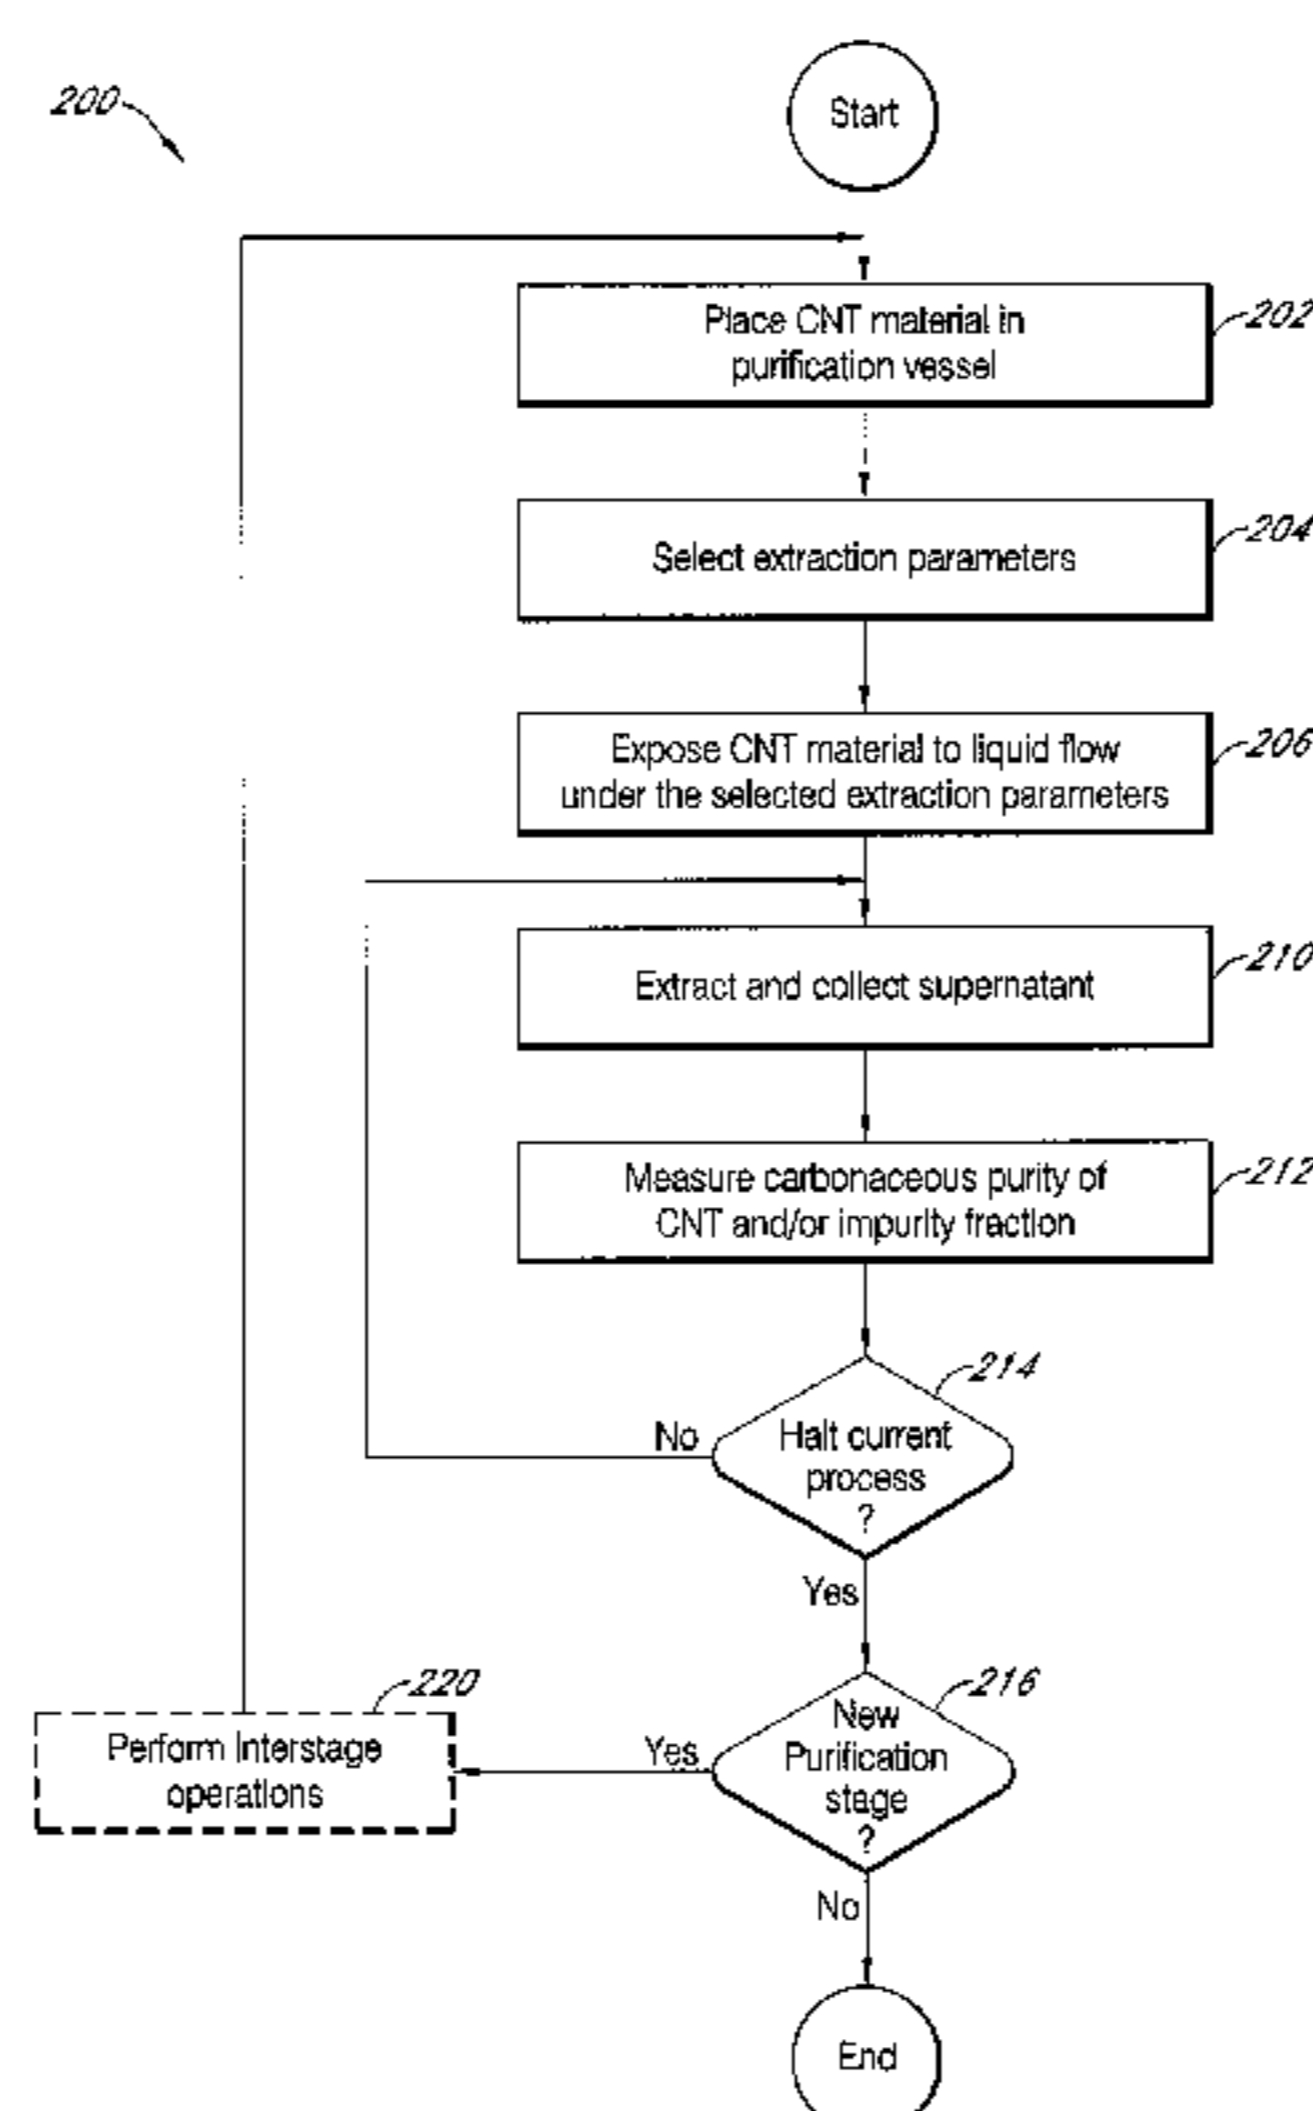 200
Start
Place CNT material in
purification vessel
202
Select extraction parameters
204
Expose CNT material to liquid flow
under the selected extraction parameters
206
Extract and collect supernatant
210
Measure carbonaceous purity of
CNT and/or impurity fraction
212
214
No
Halt current
process
?
Yes
220
216
Perform Interstage
operations
Yes
New
Purification
stage
?
No
End